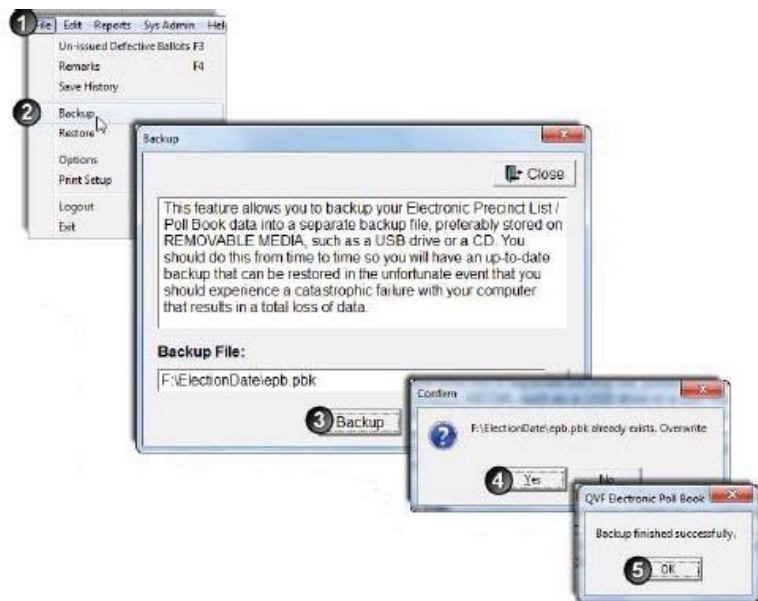 1 File Edit Reports Sys Admin Help
Un-issued Defective Ballots F3
Remarks F4
Save History
2 Backup
Restore
Options
Print Setup
Logout
Exit
Backup
Close
This feature allows you to backup your Electronic Precinct List /
Poll Book data into a separate backup file, preferably stored on
REMOVABLE MEDIA, such as a USB drive or a CD. You
should do this from time to time so you will have an up-to-date
backup that can be restored in the unfortunate event that you
should experience a catastrophic failure with your computer
that results in a total loss of data.
Backup File:
F:\ElectionDate\epb.pbk
3 Backup
Confirm
F:\ElectionDate\epb.pbk already exists. Overwrite
4 Yes No
QVF Electronic Poll Book
Backup finished successfully.
5 OK